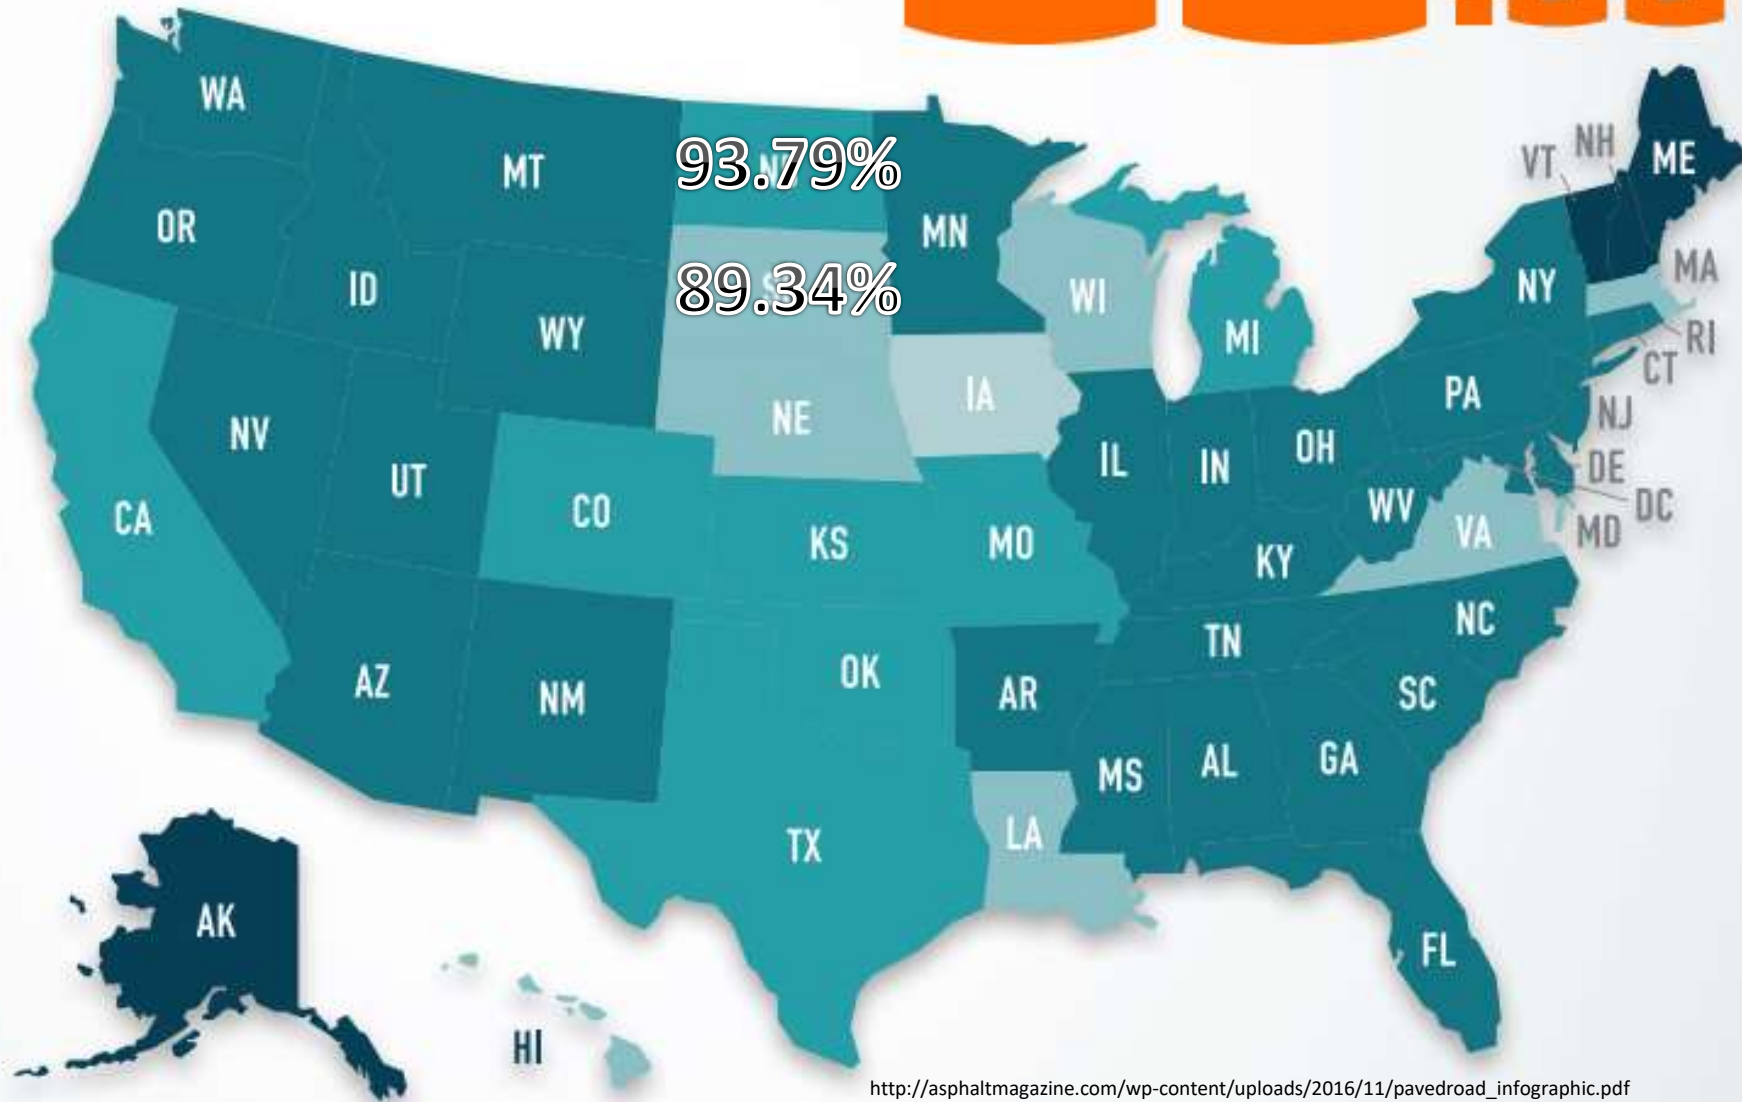 WA
MT
93.79%
ME
NH
VT
OR
MN
MA
ID
89.34%
WI
NY
WY
MI
RI
CT
IA
PA
NE
NJ
NV
OH
IL
IN
DE
UT
DC
CO
WV
CA
VA
MD
KS
MO
KY
NC
TN
OK
AZ
AR
SC
NM
GA
AL
MS
LA
TX
AK
FL
HI
http://asphaltmagazine.com/wp-content/uploads/2016/11/pavedroad_infographic.pdf